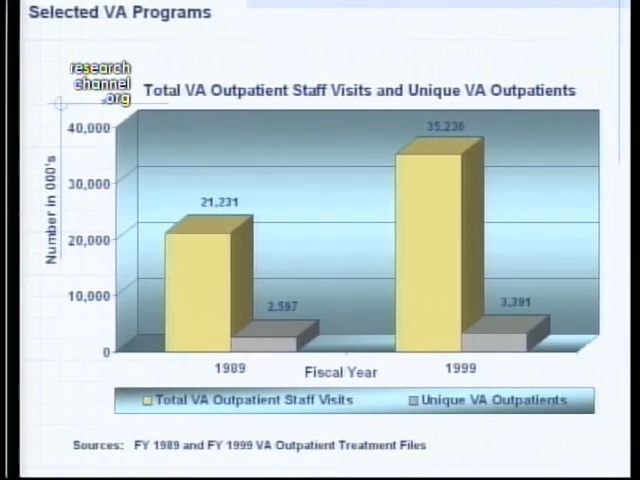 Selected VA Programs
research
channel
.org
Total VA Outpatient Staff Visits and Unique VA Outpatients
Number in 000's
40,000
30,000
20,000
10,000
0
21,231
2,597
35,236
3,391
1989
Fiscal Year
1999
Total VA Outpatient Staff Visits
Unique VA Outpatients
Sources: FY 1989 and FY 1999 VA Outpatient Treatment Files